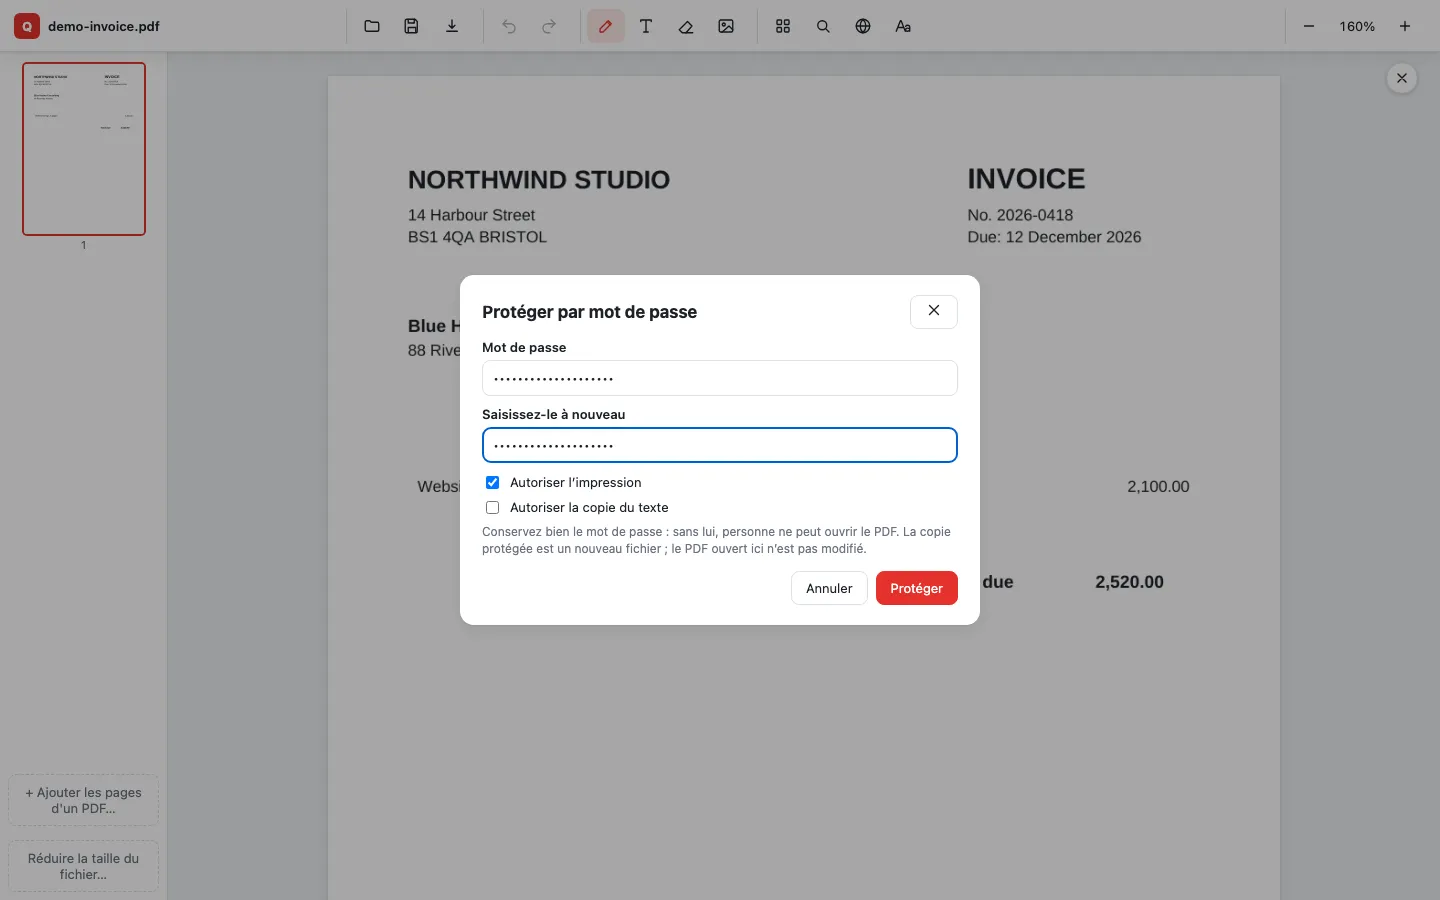 Q demo-invoice.pdf
160%
1
+ Ajouter les pages
d'un PDF...
Réduire la taille du
fichier...
NORTHWIND STUDIO
14 Harbour Street
BS1 4QA BRISTOL
INVOICE
No. 2026-0418
Due: 12 December 2026
Blue H
88 Rive
Websi
2,100.00
due
2,520.00
Protéger par mot de passe
Mot de passe
••••••••••••••••••••
Saisissez-le à nouveau
••••••••••••••••••••
Autoriser l’impression
Autoriser la copie du texte
Conservez bien le mot de passe : sans lui, personne ne peut ouvrir le PDF. La copie
protégée est un nouveau fichier ; le PDF ouvert ici n’est pas modifié.
Annuler
Protéger